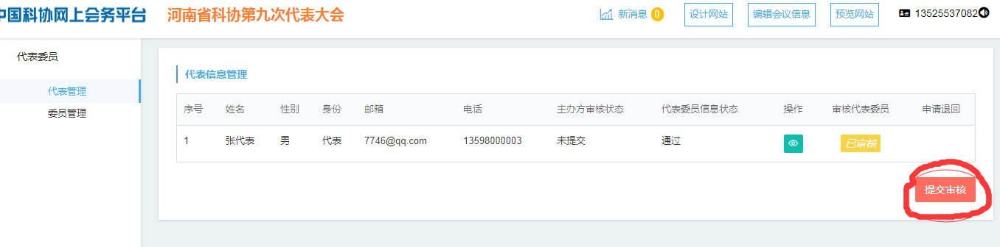 中国科协网上会务平台 河南省科协第九次代表大会 新消息 0 设计网站 编辑会议信息 预览网站 13525537082
代表委员
代表管理
委员管理
代表信息管理
序号 姓名 性别 身份 邮箱 电话 主办方审核状态 代表委员信息状态 操作 审核代表委员 申请退回
1 张代表 男 代表 7746@qq.com 13598000003 未提交 通过 已审核
提交审核